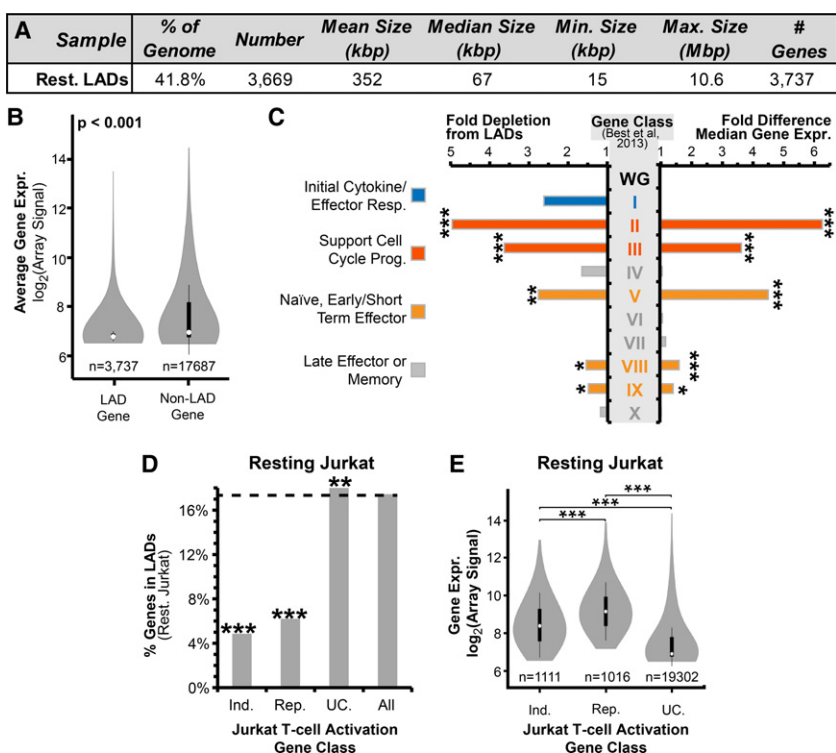 A
Sample % of Genome Number Mean Size (kbp) Median Size (kbp) Min. Size (kbp) Max. Size (Mbp) # Genes
Rest. LADs 41.8% 3,669 352 67 15 10.6 3,737
B
p < 0.001
Average Gene Expr.
log2(Array Signal)
14
12
10
8
6
n=3,737 n=17687
LAD Gene
Non-LAD Gene
C
Fold Depletion from LADs
Gene Class
(Best et al, 2013)
Fold Difference Median Gene Expr.
5 3 2 1
1 2 3 4 5 6
WG
Initial Cytokine/ Effector Resp.
Support Cell Cycle Prog.
Naïve, Early/Short Term Effector
Late Effector or Memory
I
*** II ***
*** III ***
IV
** V ***
VI
VII
* VIII ***
* IX *
X
D
Resting Jurkat
% Genes in LADs
(Rest. Jurkat)
16%
12%
8%
4%
0%
*** *** **
Ind. Rep. UC. All
Jurkat T-cell Activation
Gene Class
E
Resting Jurkat
Gene Expr.
log2(Array Signal)
14
12
10
8
6
***
***
***
n=1111 n=1016 n=19302
Ind. Rep. UC.
Jurkat T-cell Activation
Gene Class